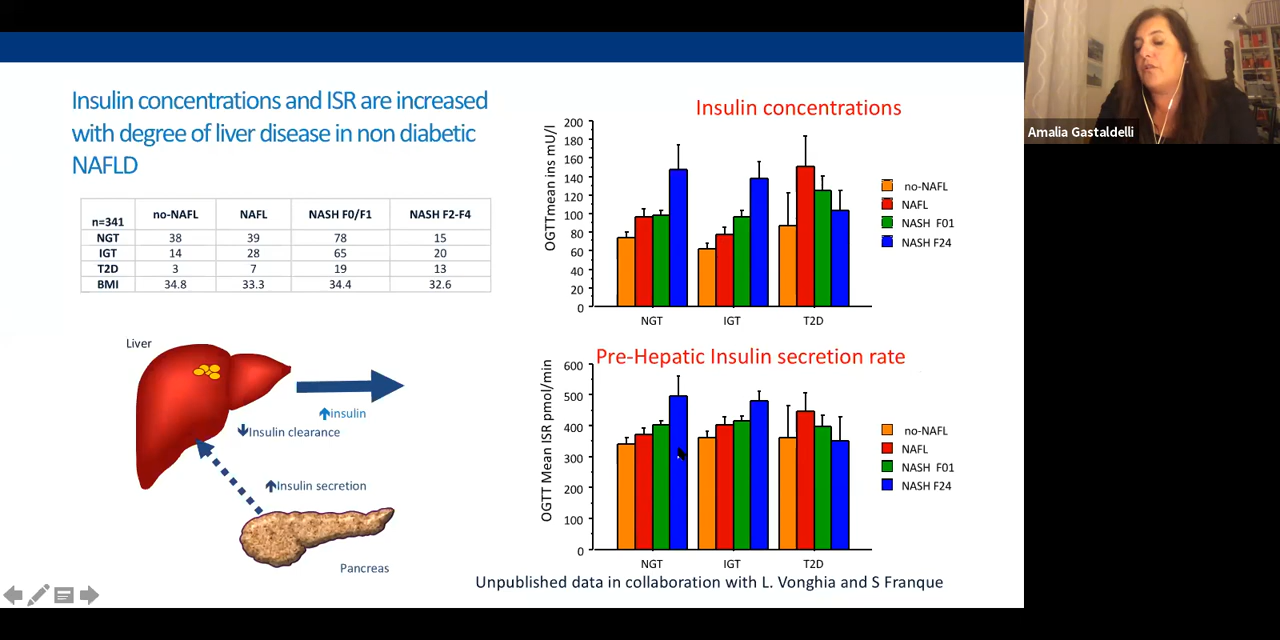 Insulin concentrations and ISR are increased
with degree of liver disease in non diabetic
NAFLD
n=341 no-NAFL NAFL NASH F0/F1 NASH F2-F4
NGT 38 39 78 15
IGT 14 28 65 20
T2D 3 7 19 13
BMI 34.8 33.3 34.4 32.6
Liver
insulin
Insulin clearance
Insulin secretion
Pancreas
Insulin concentrations
OGTTmean ins mU/l
200
180
160
140
120
100
80
60
40
20
0
NGT IGT T2D
no-NAFL
NAFL
NASH F01
NASH F24
Pre-Hepatic Insulin secretion rate
OGTT Mean ISR pmol/min
600
500
400
300
200
100
0
NGT IGT T2D
no-NAFL
NAFL
NASH F01
NASH F24
Unpublished data in collaboration with L. Vonghia and S Franque
Amalia Gastaldelli